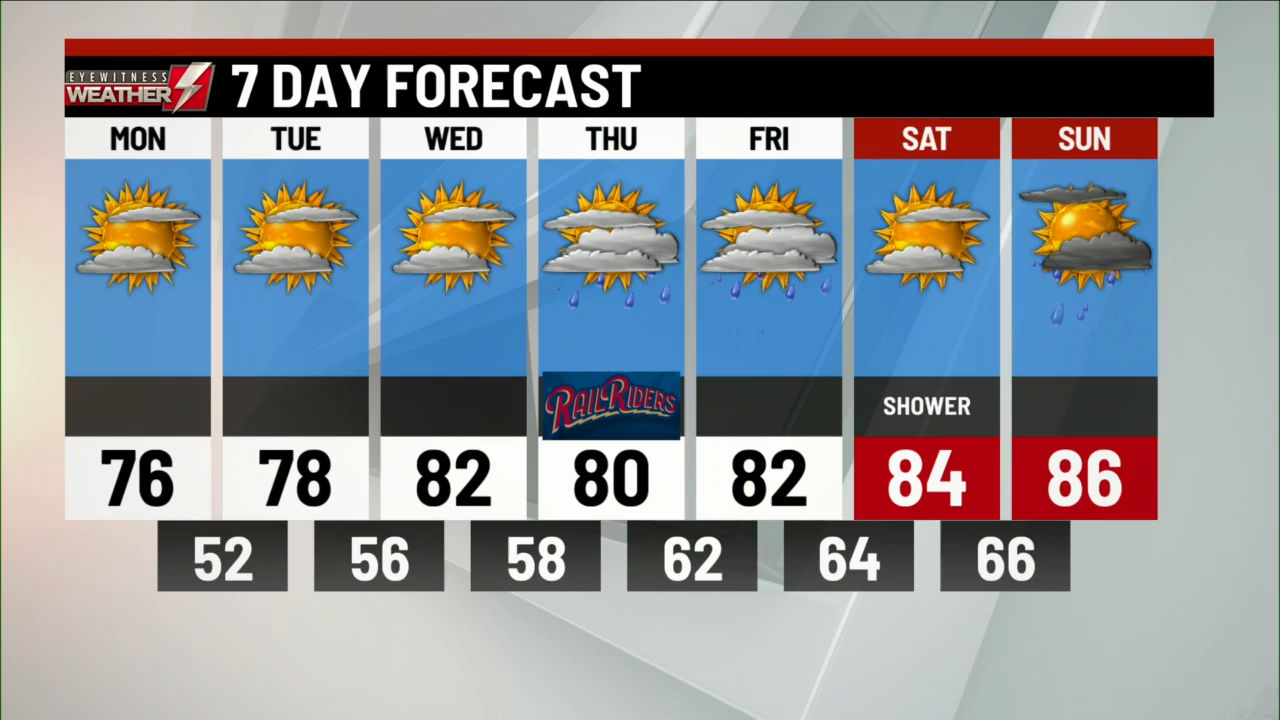 EYEWITNESS
WEATHER
7 DAY FORECAST
MON TUE WED THU FRI SAT SUN
RAILRIDERS
SHOWER
76 78 82 80 82 84 86
52 56 58 62 64 66